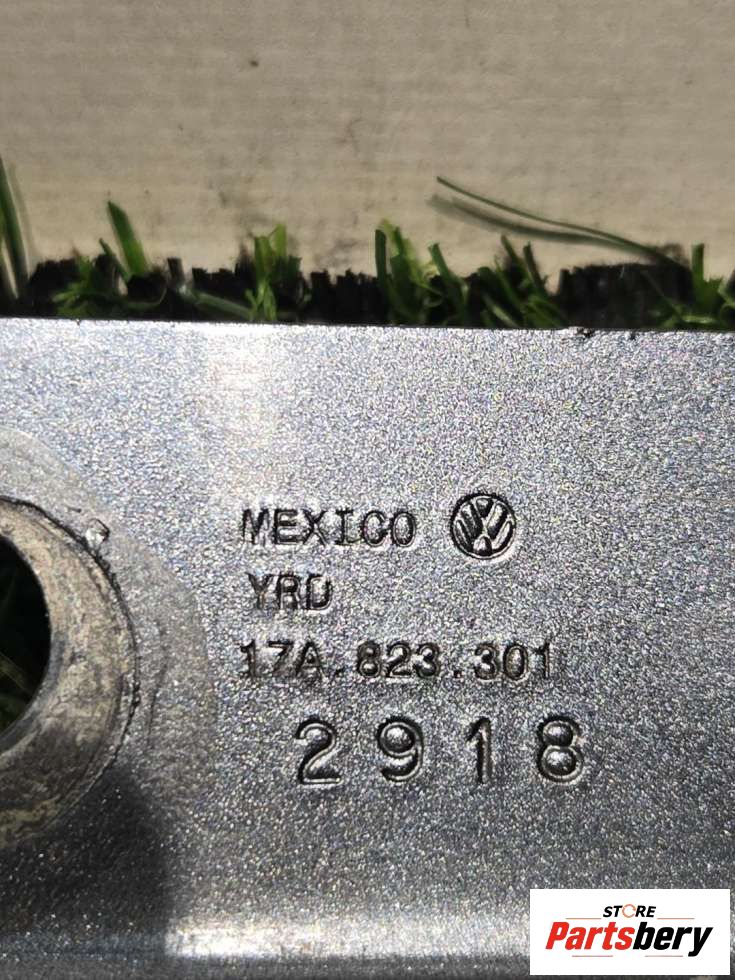 MEXICO
YRD
17A.823.301
2918
STORE
Partsbery